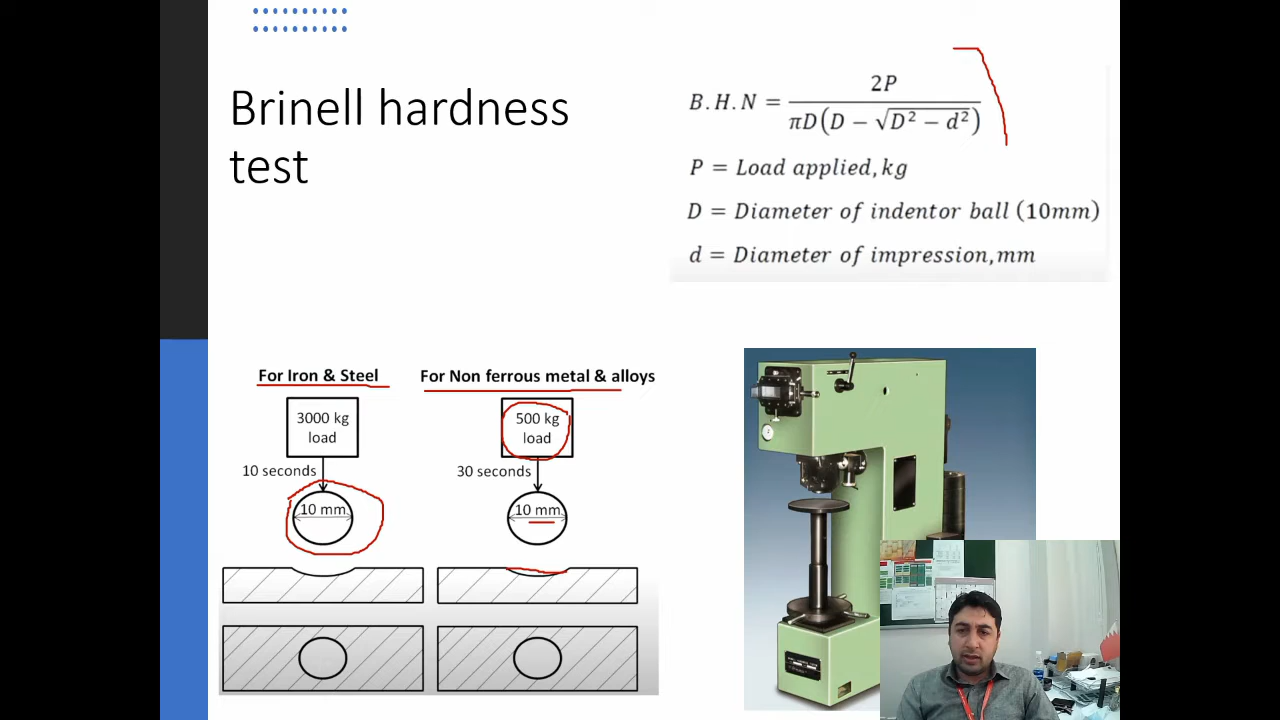 Brinell hardness
test
B.H.N = 2P / πD(D − √D² − d²)
P = Load applied, kg
D = Diameter of indentor ball (10mm)
d = Diameter of impression, mm
For Iron & Steel
3000 kg
load
10 seconds
10 mm
For Non ferrous metal & alloys
500 kg
load
30 seconds
10 mm